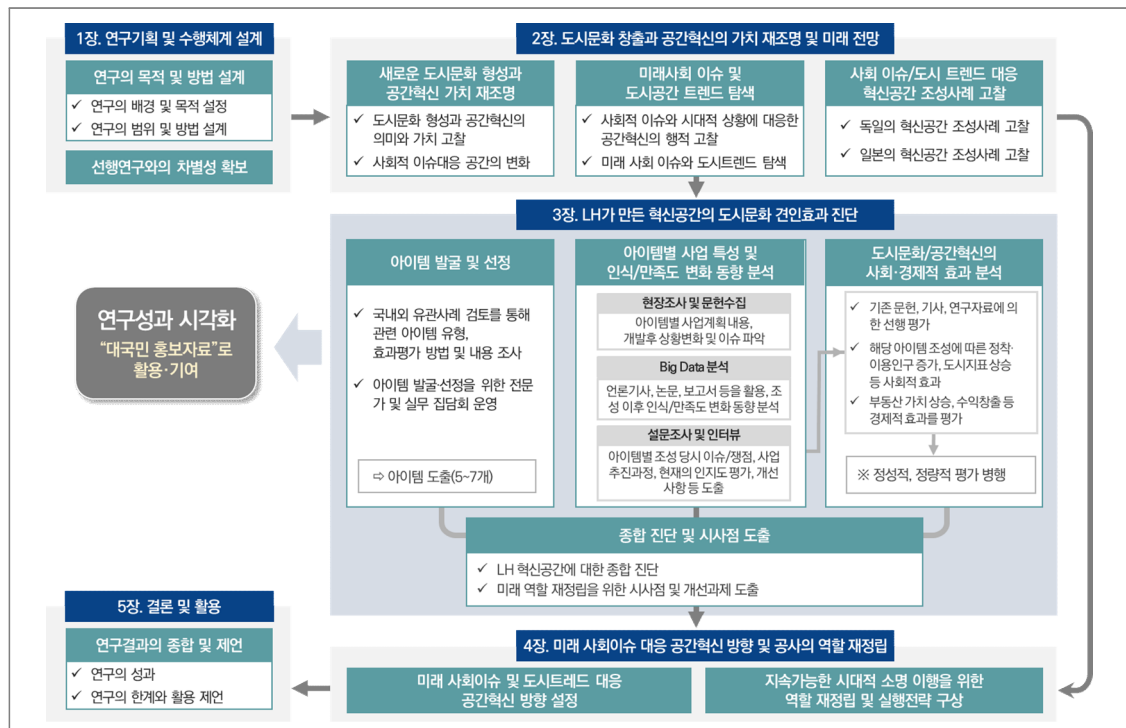 1장. 연구기획 및 수행체계 설계
연구의 목적 및 방법 설계
✓ 연구의 배경 및 목적 설정
✓ 연구의 범위 및 방법 설계
선행연구와의 차별성 확보
2장. 도시문화 창출과 공간혁신의 가치 재조명 및 미래 전망
새로운 도시문화 형성과
공간혁신 가치 재조명
✓ 도시문화 형성과 공간혁신의
의미와 가치 고찰
✓ 사회적 이슈대응 공간의 변화
미래사회 이슈 및
도시공간 트렌드 탐색
✓ 사회적 이슈와 시대적 상황에 대응한
공간혁신의 행적 고찰
✓ 미래 사회 이슈와 도시트렌드 탐색
사회 이슈/도시 트렌드 대응
혁신공간 조성사례 고찰
✓ 독일의 혁신공간 조성사례 고찰
✓ 일본의 혁신공간 조성사례 고찰
3장. LH가 만든 혁신공간의 도시문화 견인효과 진단
아이템 발굴 및 선정
✓ 국내외 유관사례 검토를 통해
관련 아이템 유형,
효과평가 방법 및 내용 조사
✓ 아이템 발굴·선정을 위한 전문
가 및 실무 집담회 운영
⇨ 아이템 도출(5~7개)
아이템별 사업 특성 및
인식/만족도 변화 동향 분석
현장조사 및 문헌수집
아이템별 사업계획 내용,
개발후 상황변화 및 이슈 파악
Big Data 분석
언론기사, 논문, 보고서 등을 활용, 조
성 이후 인식/만족도 변화 동향 분석
설문조사 및 인터뷰
아이템별 조성 당시 이슈/쟁점, 사업
추진과정, 현재의 인지도 평가, 개선
사항 등 도출
도시문화/공간혁신의
사회·경제적 효과 분석
✓ 기존 문헌, 기사, 연구자료에 의
한 선행 평가
✓ 해당 아이템 조성에 따른 정착·
이용인구 증가, 도시지표 상승
등 사회적 효과
✓ 부동산 가치 상승, 수익창출 등
경제적 효과를 평가
※ 정성적, 정량적 평가 병행
종합 진단 및 시사점 도출
✓ LH 혁신공간에 대한 종합 진단
✓ 미래 역할 재정립을 위한 시사점 및 개선과제 도출
연구성과 시각화
“대국민 홍보자료”로
활용·기여
4장. 미래 사회이슈 대응 공간혁신 방향 및 공사의 역할 재정립
미래 사회이슈 및 도시트레드 대응
공간혁신 방향 설정
지속가능한 시대적 소명 이행을 위한
역할 재정립 및 실행전략 구상
5장. 결론 및 활용
연구결과의 종합 및 제언
✓ 연구의 성과
✓ 연구의 한계와 활용 제언